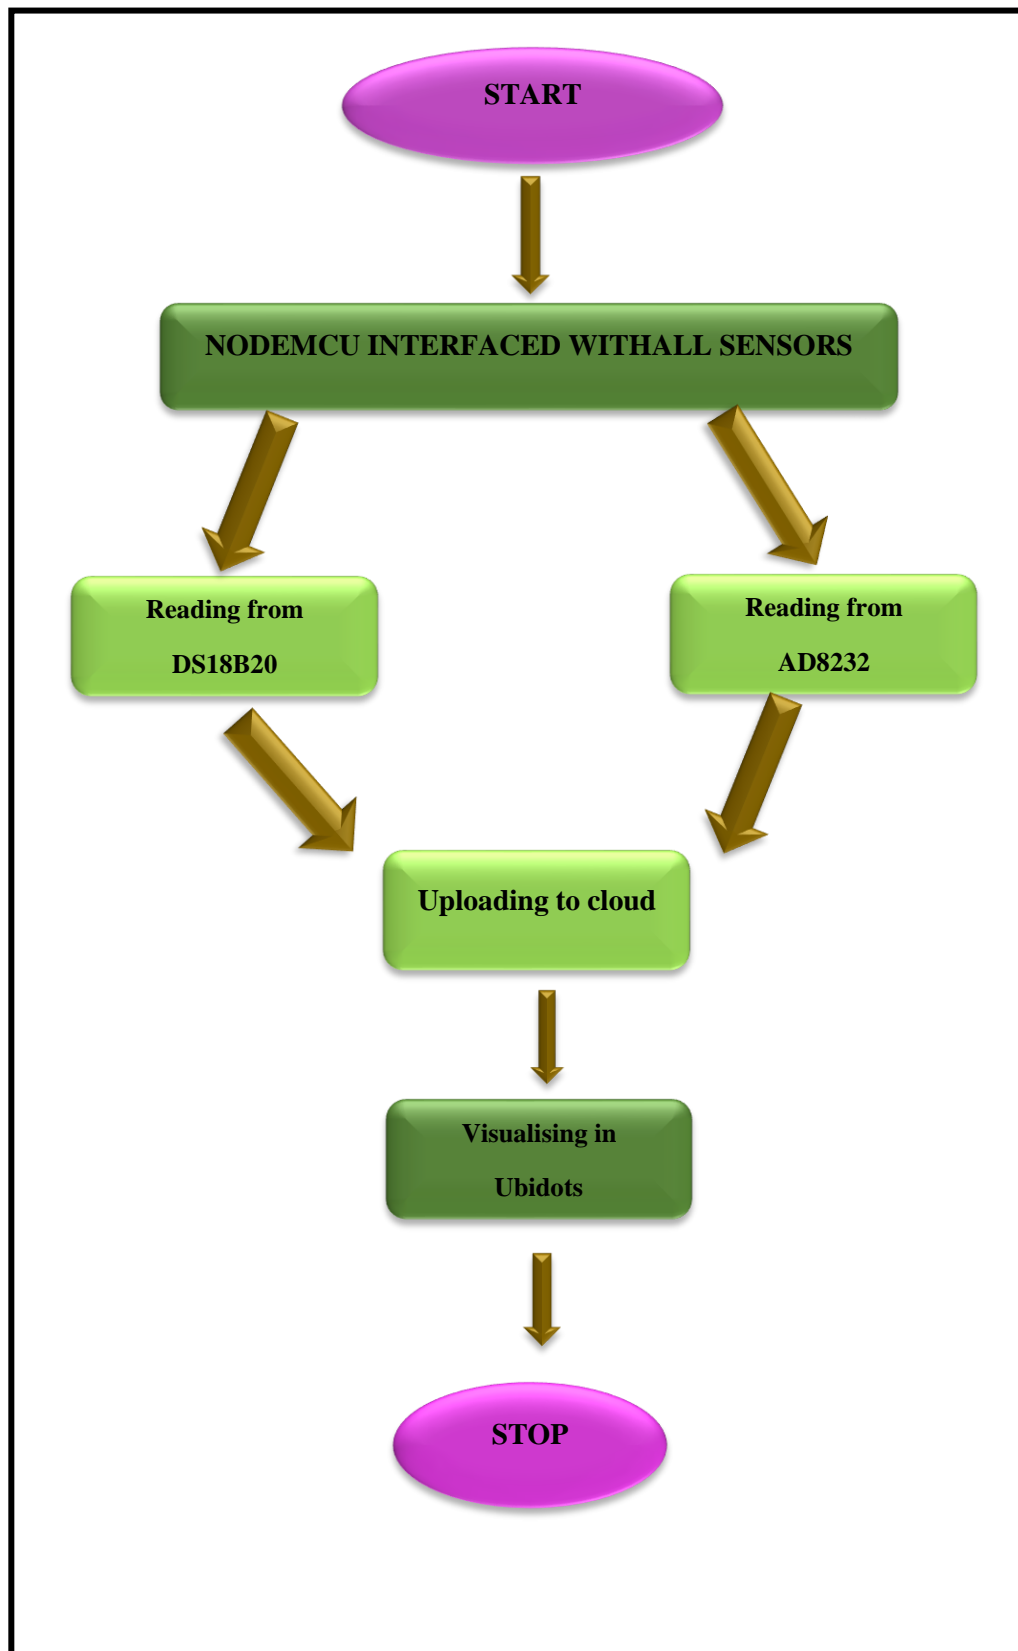 START
NODEMCU INTERFACED WITHALL SENSORS
Reading from
DS18B20
Reading from
AD8232
Uploading to cloud
Visualising in
Ubidots
STOP